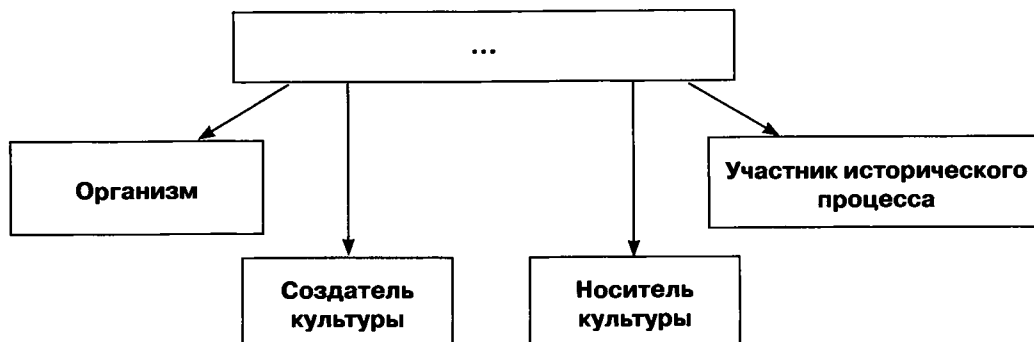 ...
Организм
Участник исторического
процесса
Создатель
культуры
Носитель
культуры